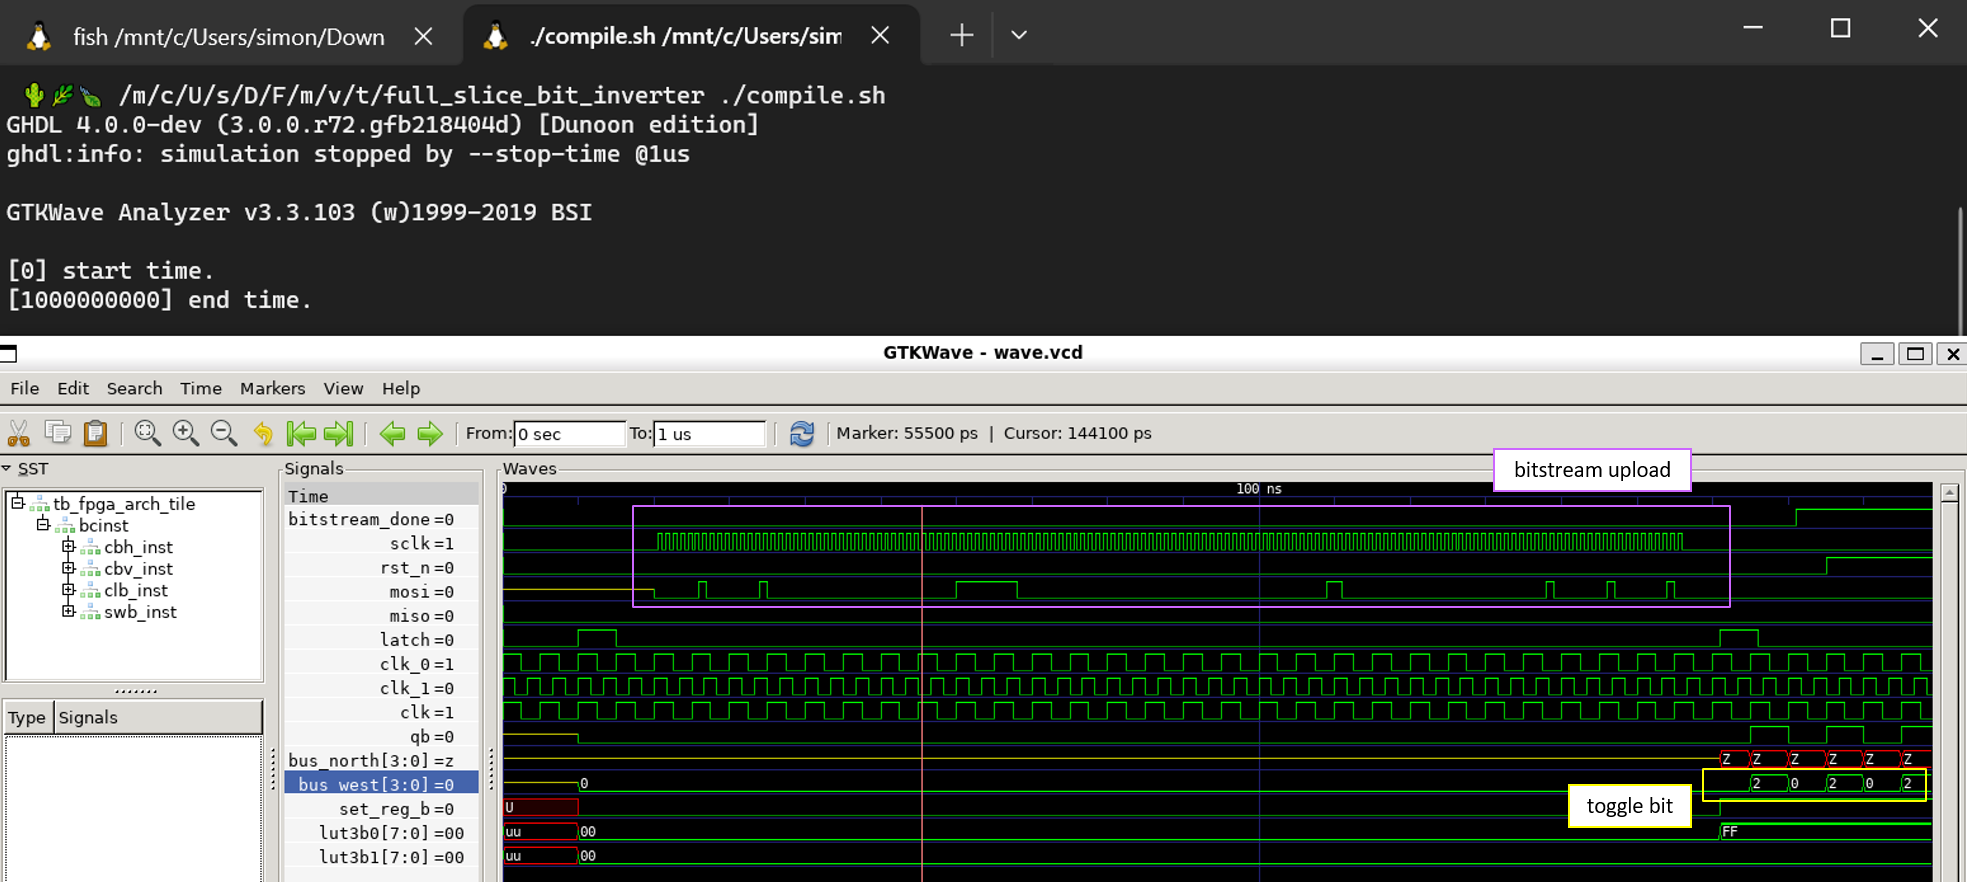 fish /mnt/c/Users/simon/Down
./compile.sh /mnt/c/Users/sim
/m/c/U/s/D/F/m/v/t/full_slice_bit_inverter ./compile.sh
GHDL 4.0.0-dev (3.0.0.r72.gfb218404d) [Dunoon edition]
ghdl:info: simulation stopped by --stop-time @1us
GTKWave Analyzer v3.3.103 (w)1999-2019 BSI
[0] start time.
[1000000000] end time.
GTKWave - wave.vcd
File Edit Search Time Markers View Help
From: 0 sec To: 1 us Marker: 55500 ps | Cursor: 144100 ps
SST
tb_fpga_arch_tile
bcinst
cbh_inst
cbv_inst
clb_inst
swb_inst
Type Signals
Signals
Time
bitstream_done=0
sclk=1
rst_n=0
mosi=0
miso=0
latch=0
clk_0=1
clk_1=0
clk=1
qb=0
bus_north[3:0]=z
bus_west[3:0]=0
set_reg_b=0
lut3b0[7:0]=00
lut3b1[7:0]=00
Waves
bitstream upload
0 100 ns
Z Z Z Z Z Z
0 2 0 2 0 2
toggle bit
U
uu 00 FF
uu 00